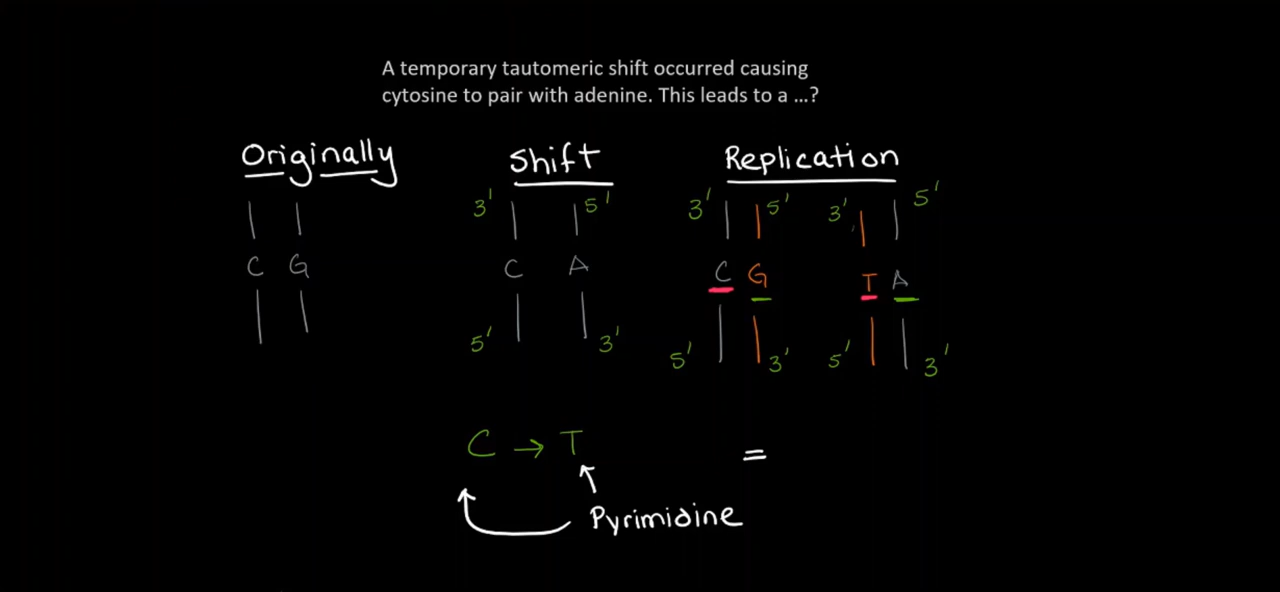 A temporary tautomeric shift occurred causing
cytosine to pair with adenine. This leads to a ...?
Originally Shift Replication
3' 5' 3' 5' 3' 5'
C G C A C G T A
5' 3' 5' 3' 5' 3'
C → T =
Pyrimidine